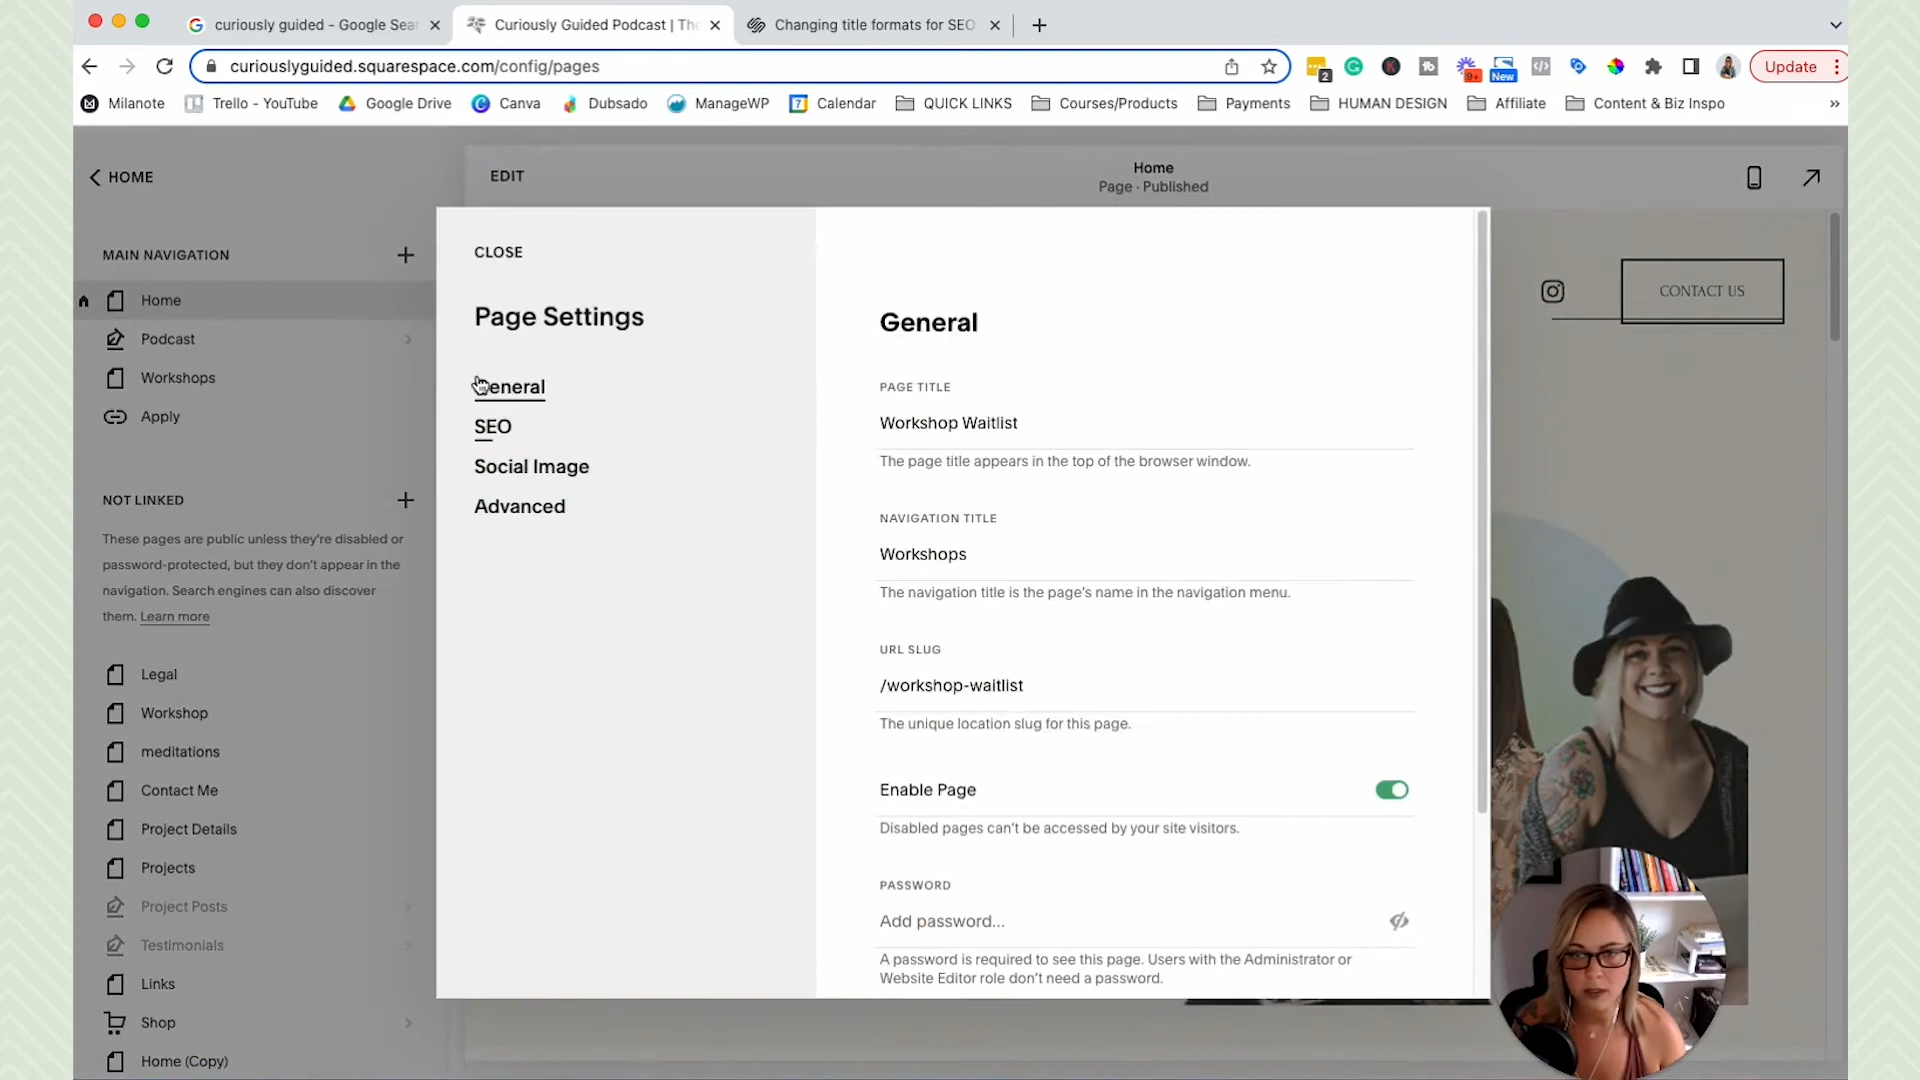 curiously guided - Google Sear
Curiously Guided Podcast | The
Changing title formats for SEO
curiouslyguided.squarespace.com/config/pages
2
9+
New
Update
Milanote
Trello - YouTube
Google Drive
Canva
Dubsado
ManageWP
7
Calendar
QUICK LINKS
Courses/Products
Payments
HUMAN DESIGN
Affiliate
Content & Biz Inspo
»
HOME
EDIT
Home
Page · Published
MAIN NAVIGATION
Home
Podcast
Workshops
Apply
NOT LINKED
These pages are public unless they're disabled or
password-protected, but they don't appear in the
navigation. Search engines can also discover
them. Learn more
Legal
Workshop
meditations
Contact Me
Project Details
Projects
Project Posts
Testimonials
Links
Shop
Home (Copy)
CLOSE
Page Settings
General
SEO
Social Image
Advanced
General
PAGE TITLE
Workshop Waitlist
The page title appears in the top of the browser window.
NAVIGATION TITLE
Workshops
The navigation title is the page's name in the navigation menu.
URL SLUG
/workshop-waitlist
The unique location slug for this page.
Enable Page
Disabled pages can't be accessed by your site visitors.
PASSWORD
Add password...
A password is required to see this page. Users with the Administrator or
Website Editor role don't need a password.
CONTACT US